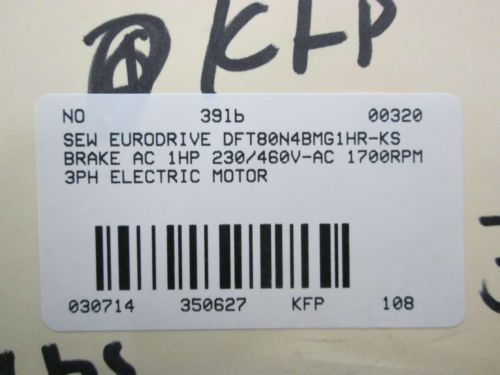 KFP
NO 39lb 00320
SEW EURODRIVE DFT80N4BMG1HR-KS
BRAKE AC 1HP 230/460V-AC 1700RPM
3PH ELECTRIC MOTOR
030714 350627 KFP 108
lbs